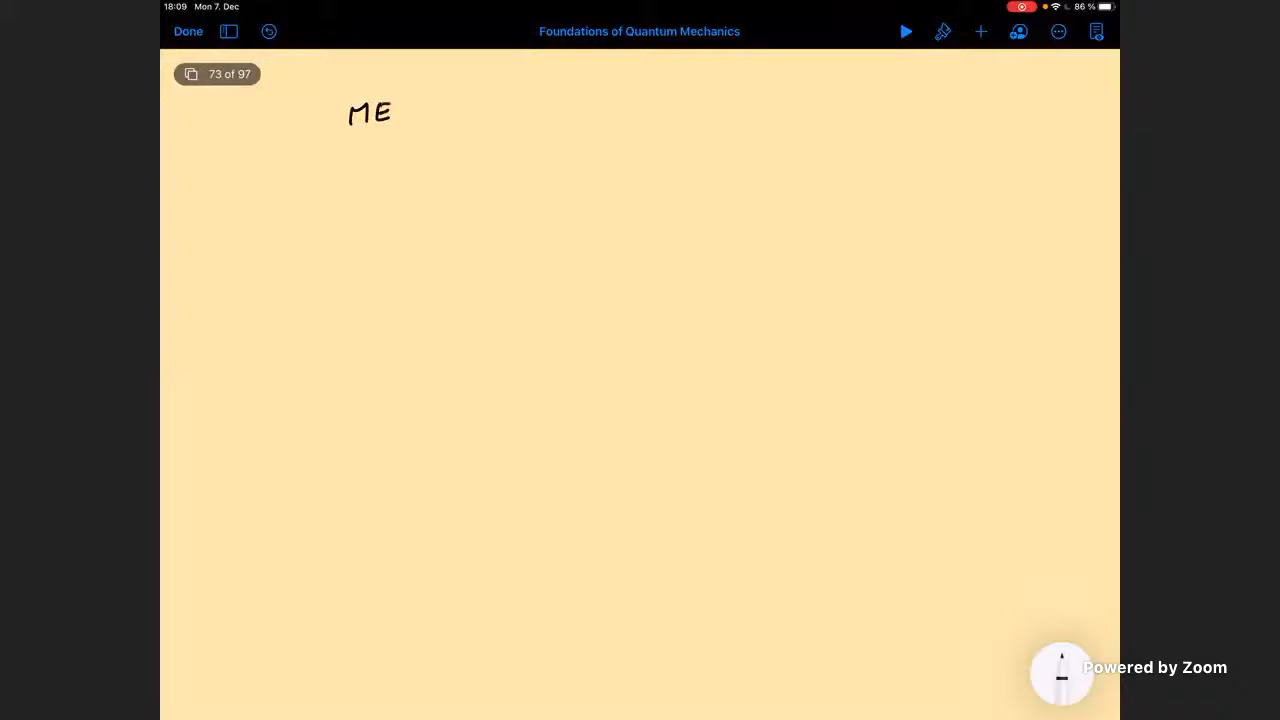 18:09 Mon 7. Dec 86 %
Done Foundations of Quantum Mechanics
73 of 97
ME
Powered by Zoom